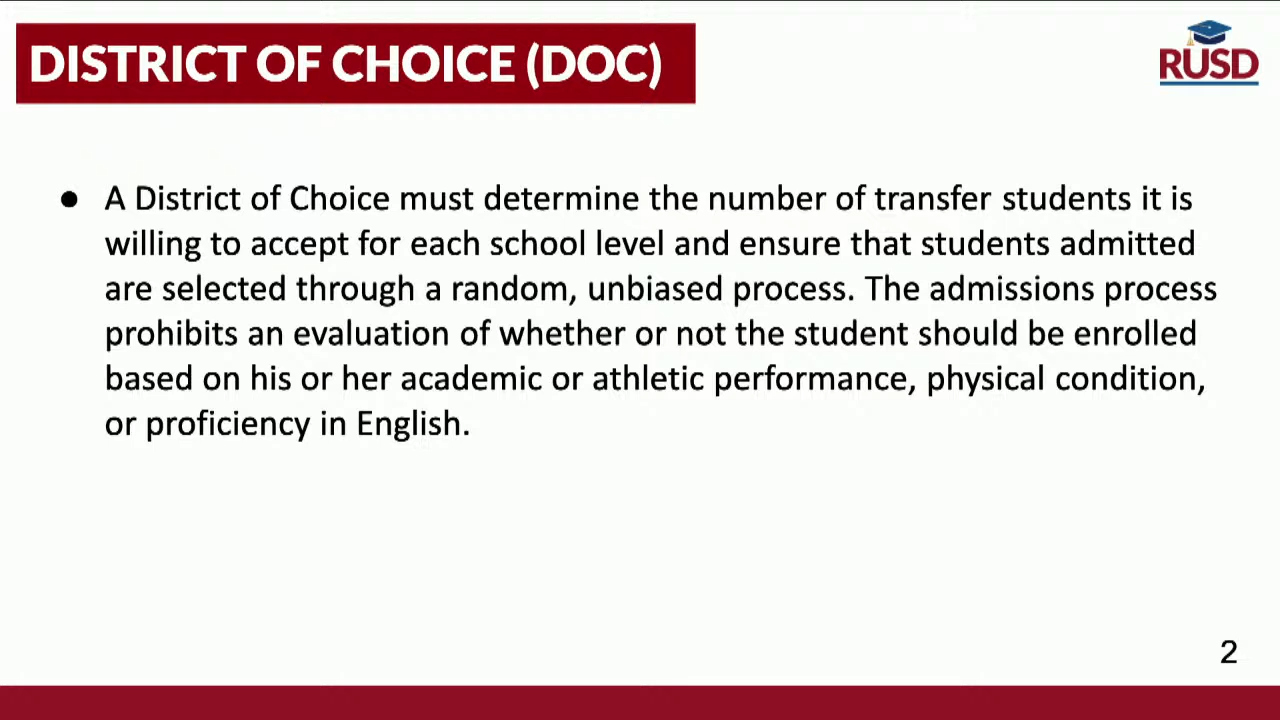 DISTRICT OF CHOICE (DOC)
RUSD
● A District of Choice must determine the number of transfer students it is
willing to accept for each school level and ensure that students admitted
are selected through a random, unbiased process. The admissions process
prohibits an evaluation of whether or not the student should be enrolled
based on his or her academic or athletic performance, physical condition,
or proficiency in English.
2